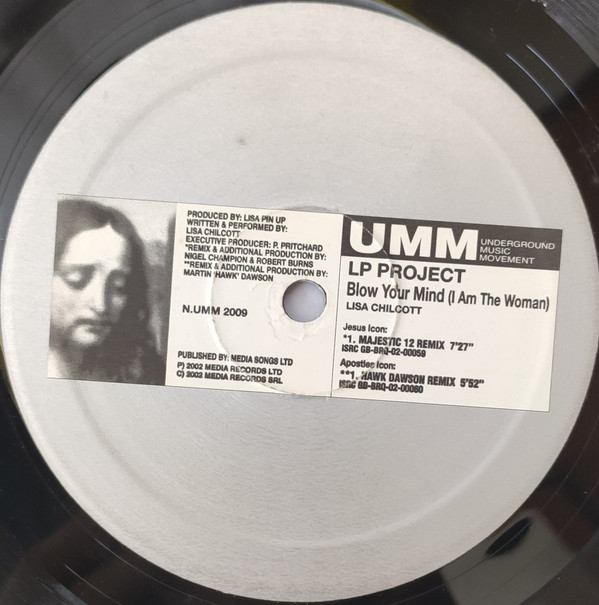 PRODUCED BY: LISA PIN UP
WRITTEN & PERFORMED BY:
LISA CHILCOTT
EXECUTIVE PRODUCER: P. PRITCHARD
*REMIX & ADDITIONAL PRODUCTION BY:
NIGEL CHAMPION & ROBERT BURNS
**REMIX & ADDITIONAL PRODUCTION BY:
MARTIN 'HAWK' DAWSON
N.UMM 2009
PUBLISHED BY: MEDIA SONGS LTD
P) 2002 MEDIA RECORDS LTD
C) 2002 MEDIA RECORDS SRL
UMM
UNDERGROUND
MUSIC
MOVEMENT
LP PROJECT
Blow Your Mind (I Am The Woman)
LISA CHILCOTT
Jesus Icon:
*1. MAJESTIC 12 REMIX 7'27"
ISRC GB-BRQ-02-00059
Apostles Icon:
**1. HAWK DAWSON REMIX 5'52"
ISRC GB-BRQ-02-00060